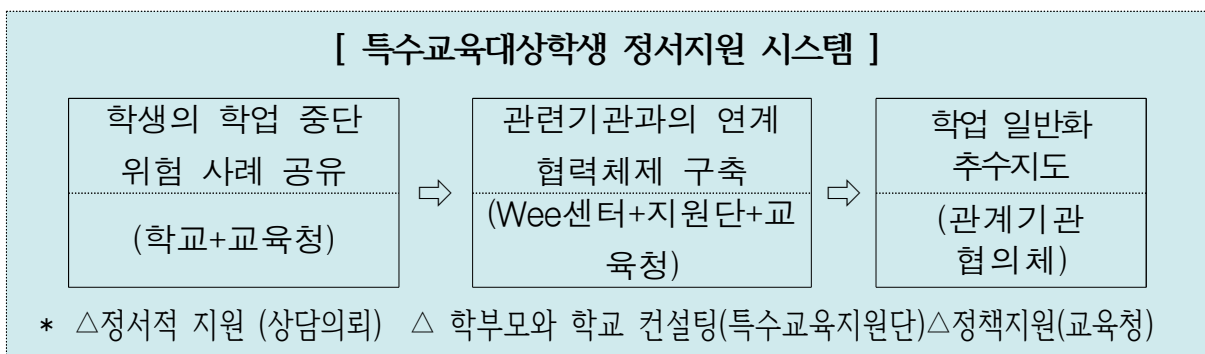 [ 특수교육대상학생 정서지원 시스템 ]
학생의 학업 중단
위험 사례 공유
(학교+교육청)
⇨
관련기관과의 연계
협력체제 구축
(Wee센터+지원단+교
육청)
⇨
학업 일반화
추수지도
(관계기관
협의체)
* △정서적 지원 (상담의뢰) △ 학부모와 학교 컨설팅(특수교육지원단)△정책지원(교육청)